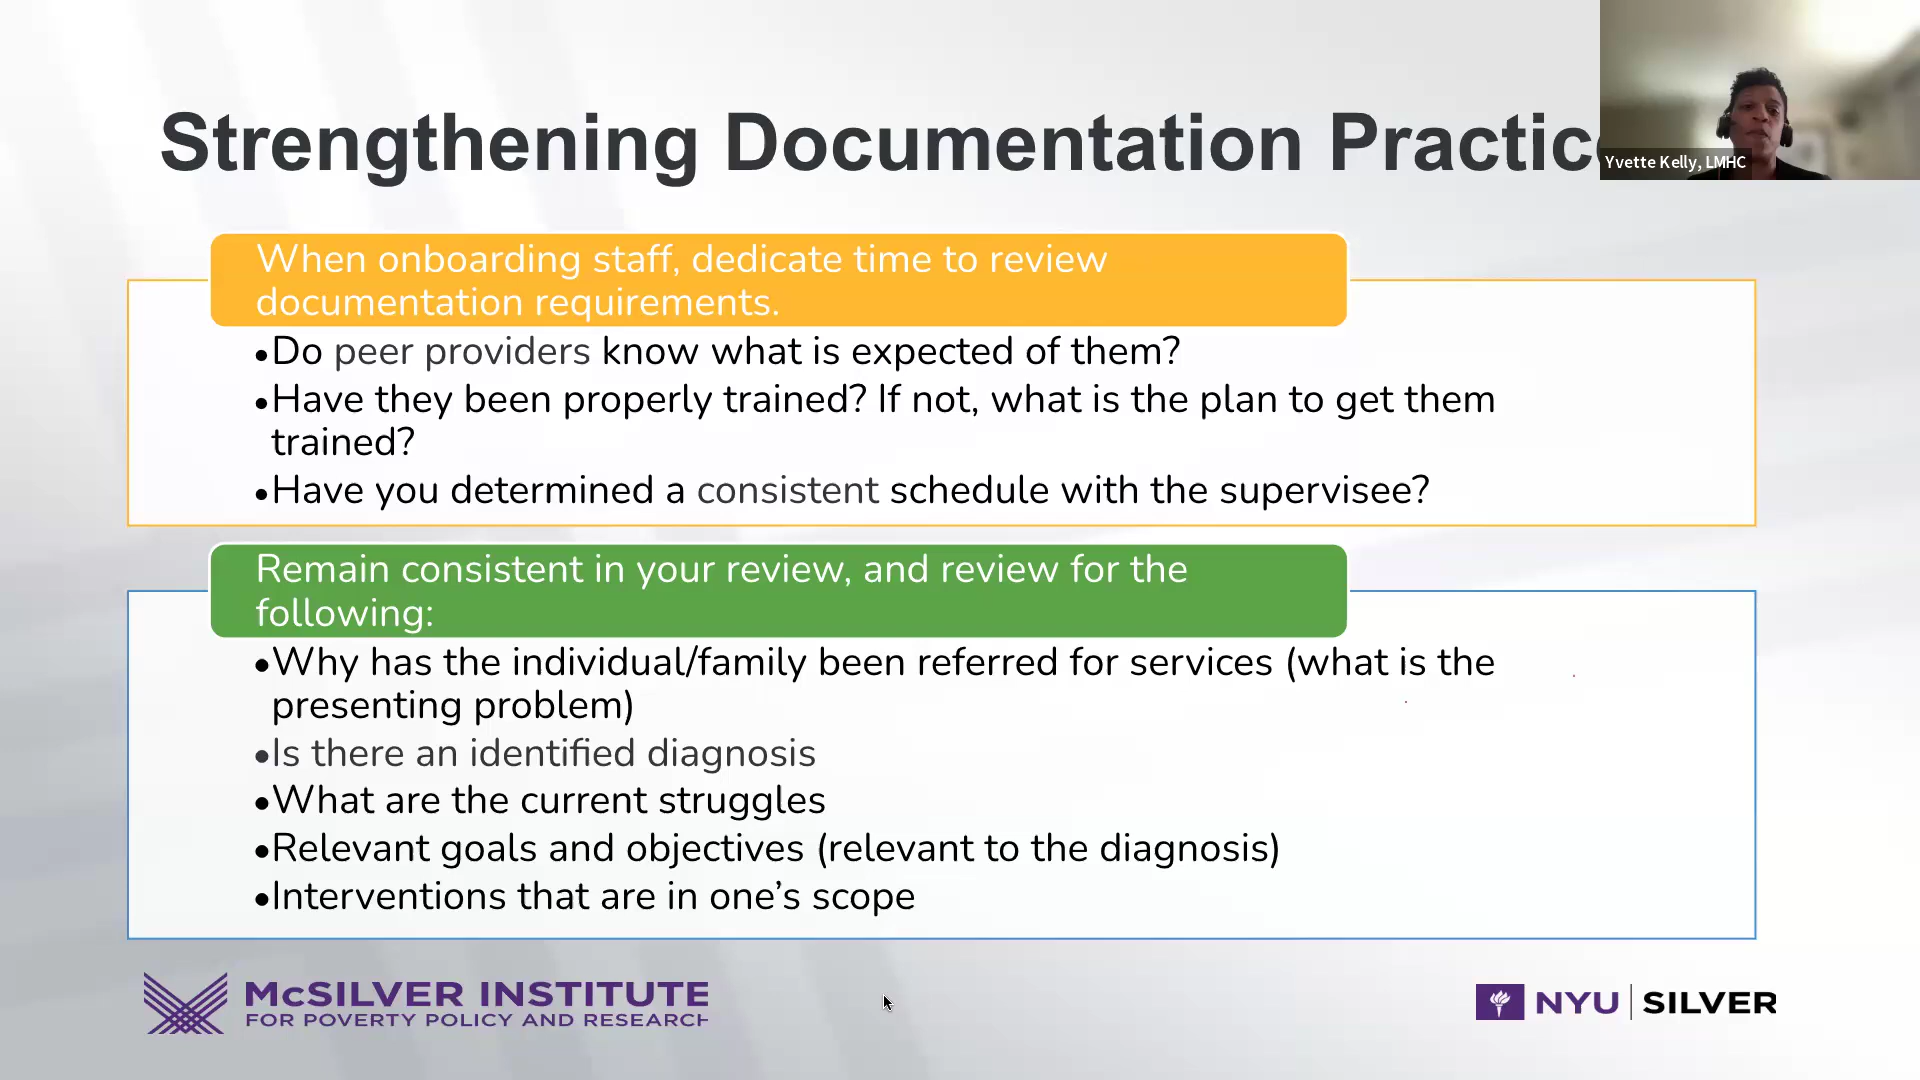 Strengthening Documentation Practic
Yvette Kelly, LMHC
When onboarding staff, dedicate time to review
documentation requirements.
•Do peer providers know what is expected of them?
•Have they been properly trained? If not, what is the plan to get them
trained?
•Have you determined a consistent schedule with the supervisee?
Remain consistent in your review, and review for the
following:
•Why has the individual/family been referred for services (what is the
presenting problem)
•Is there an identified diagnosis
•What are the current struggles
•Relevant goals and objectives (relevant to the diagnosis)
•Interventions that are in one’s scope
McSILVER INSTITUTE
FOR POVERTY POLICY AND RESEARCH
NYU SILVER